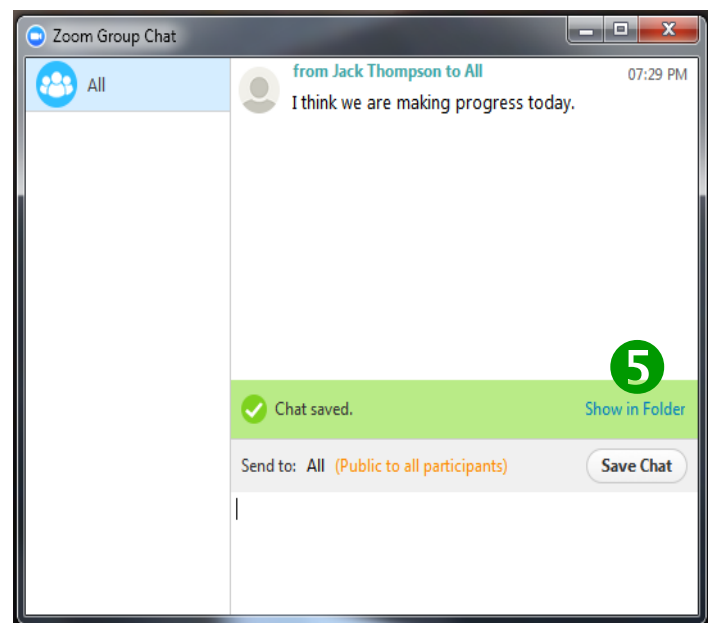 Zoom Group Chat
All
from Jack Thompson to All 07:29 PM
I think we are making progress today.
5
Chat saved. Show in Folder
Send to: All (Public to all participants) Save Chat